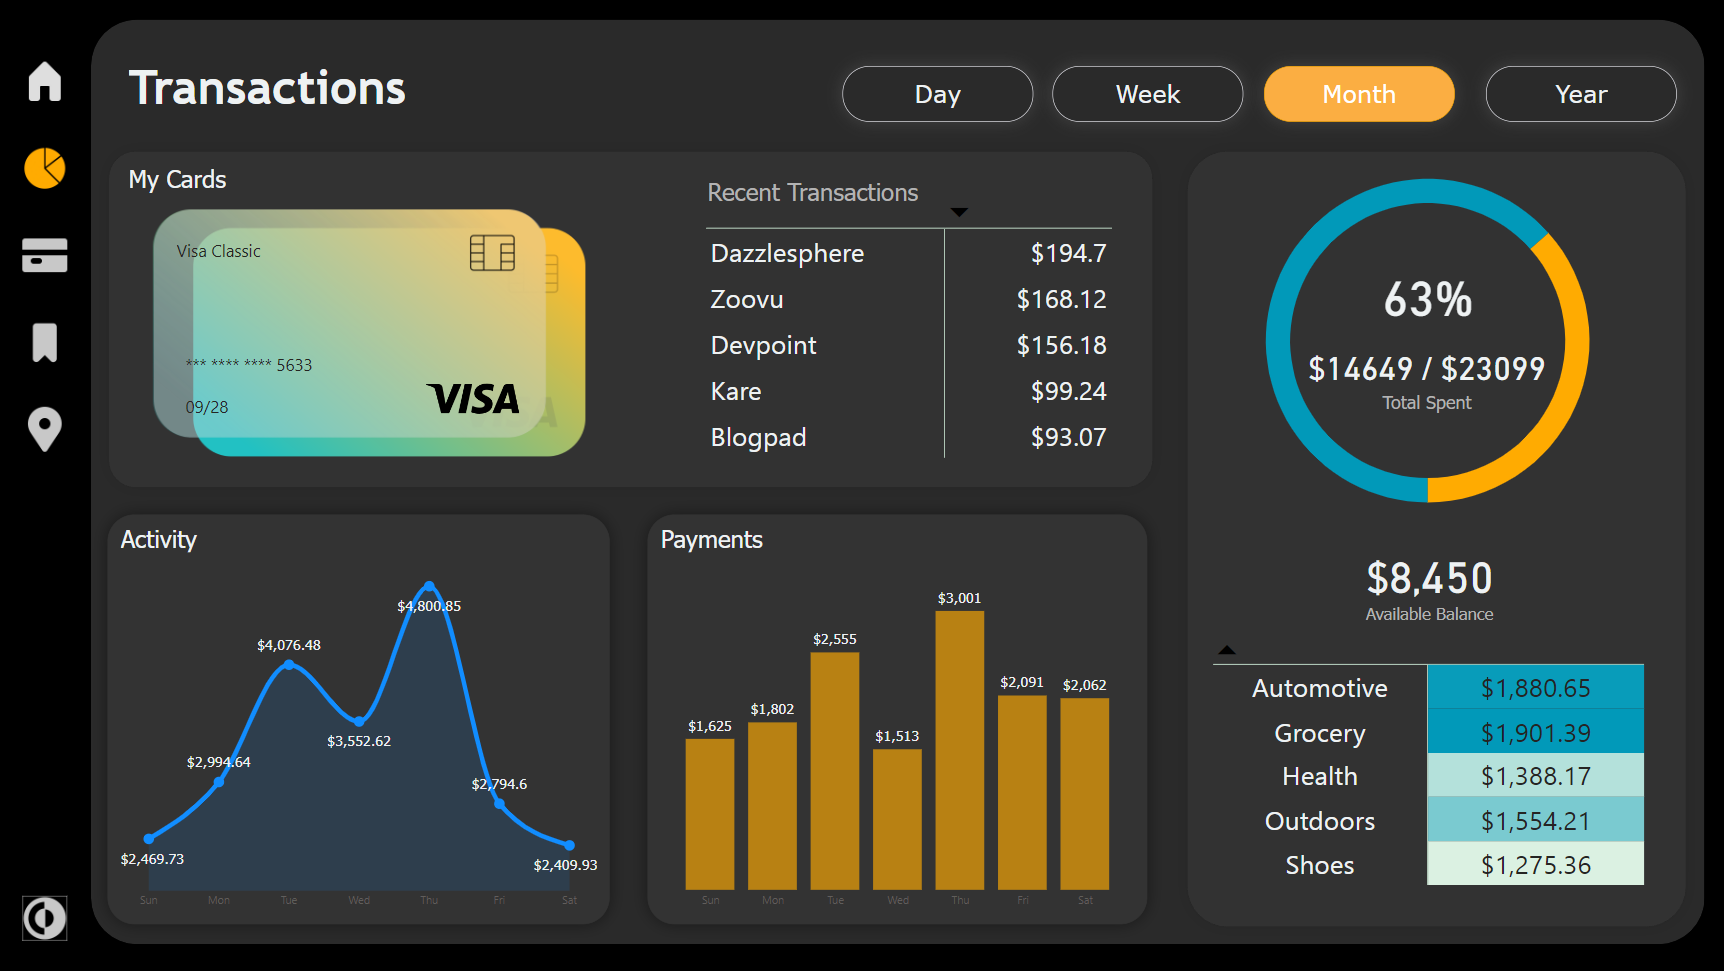 Transactions
Day
Week
Month
Year
My Cards
Visa Classic
*** **** **** 5633
09/28
VISA
Recent Transactions
Dazzlesphere $194.7
Zoovu $168.12
Devpoint $156.18
Kare $99.24
Blogpad $93.07
63%
$14649 / $23099
Total Spent
$8,450
Available Balance
Automotive $1,880.65
Grocery $1,901.39
Health $1,388.17
Outdoors $1,554.21
Shoes $1,275.36
Activity
$4,800.85
$4,076.48
$3,552.62
$2,994.64
$2,794.6
$2,469.73
$2,409.93
Sun Mon Tue Wed Thu Fri Sat
Payments
$3,001
$2,555
$2,091
$2,062
$1,802
$1,625
$1,513
Sun Mon Tue Wed Thu Fri Sat